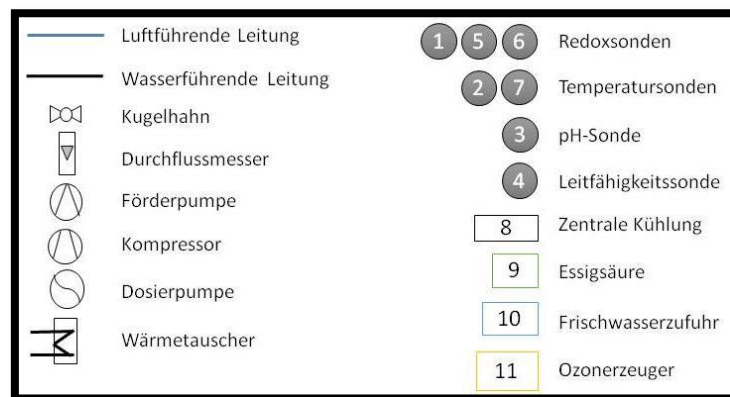 Luftführende Leitung
Wasserführende Leitung
Kugelhahn
Durchflussmesser
Förderpumpe
Kompressor
Dosierpumpe
Wärmetauscher
1 5 6 Redoxsonden
2 7 Temperatursonden
3 pH-Sonde
4 Leitfähigkeitssonde
8 Zentrale Kühlung
9 Essigsäure
10 Frischwasserzufuhr
11 Ozonerzeuger